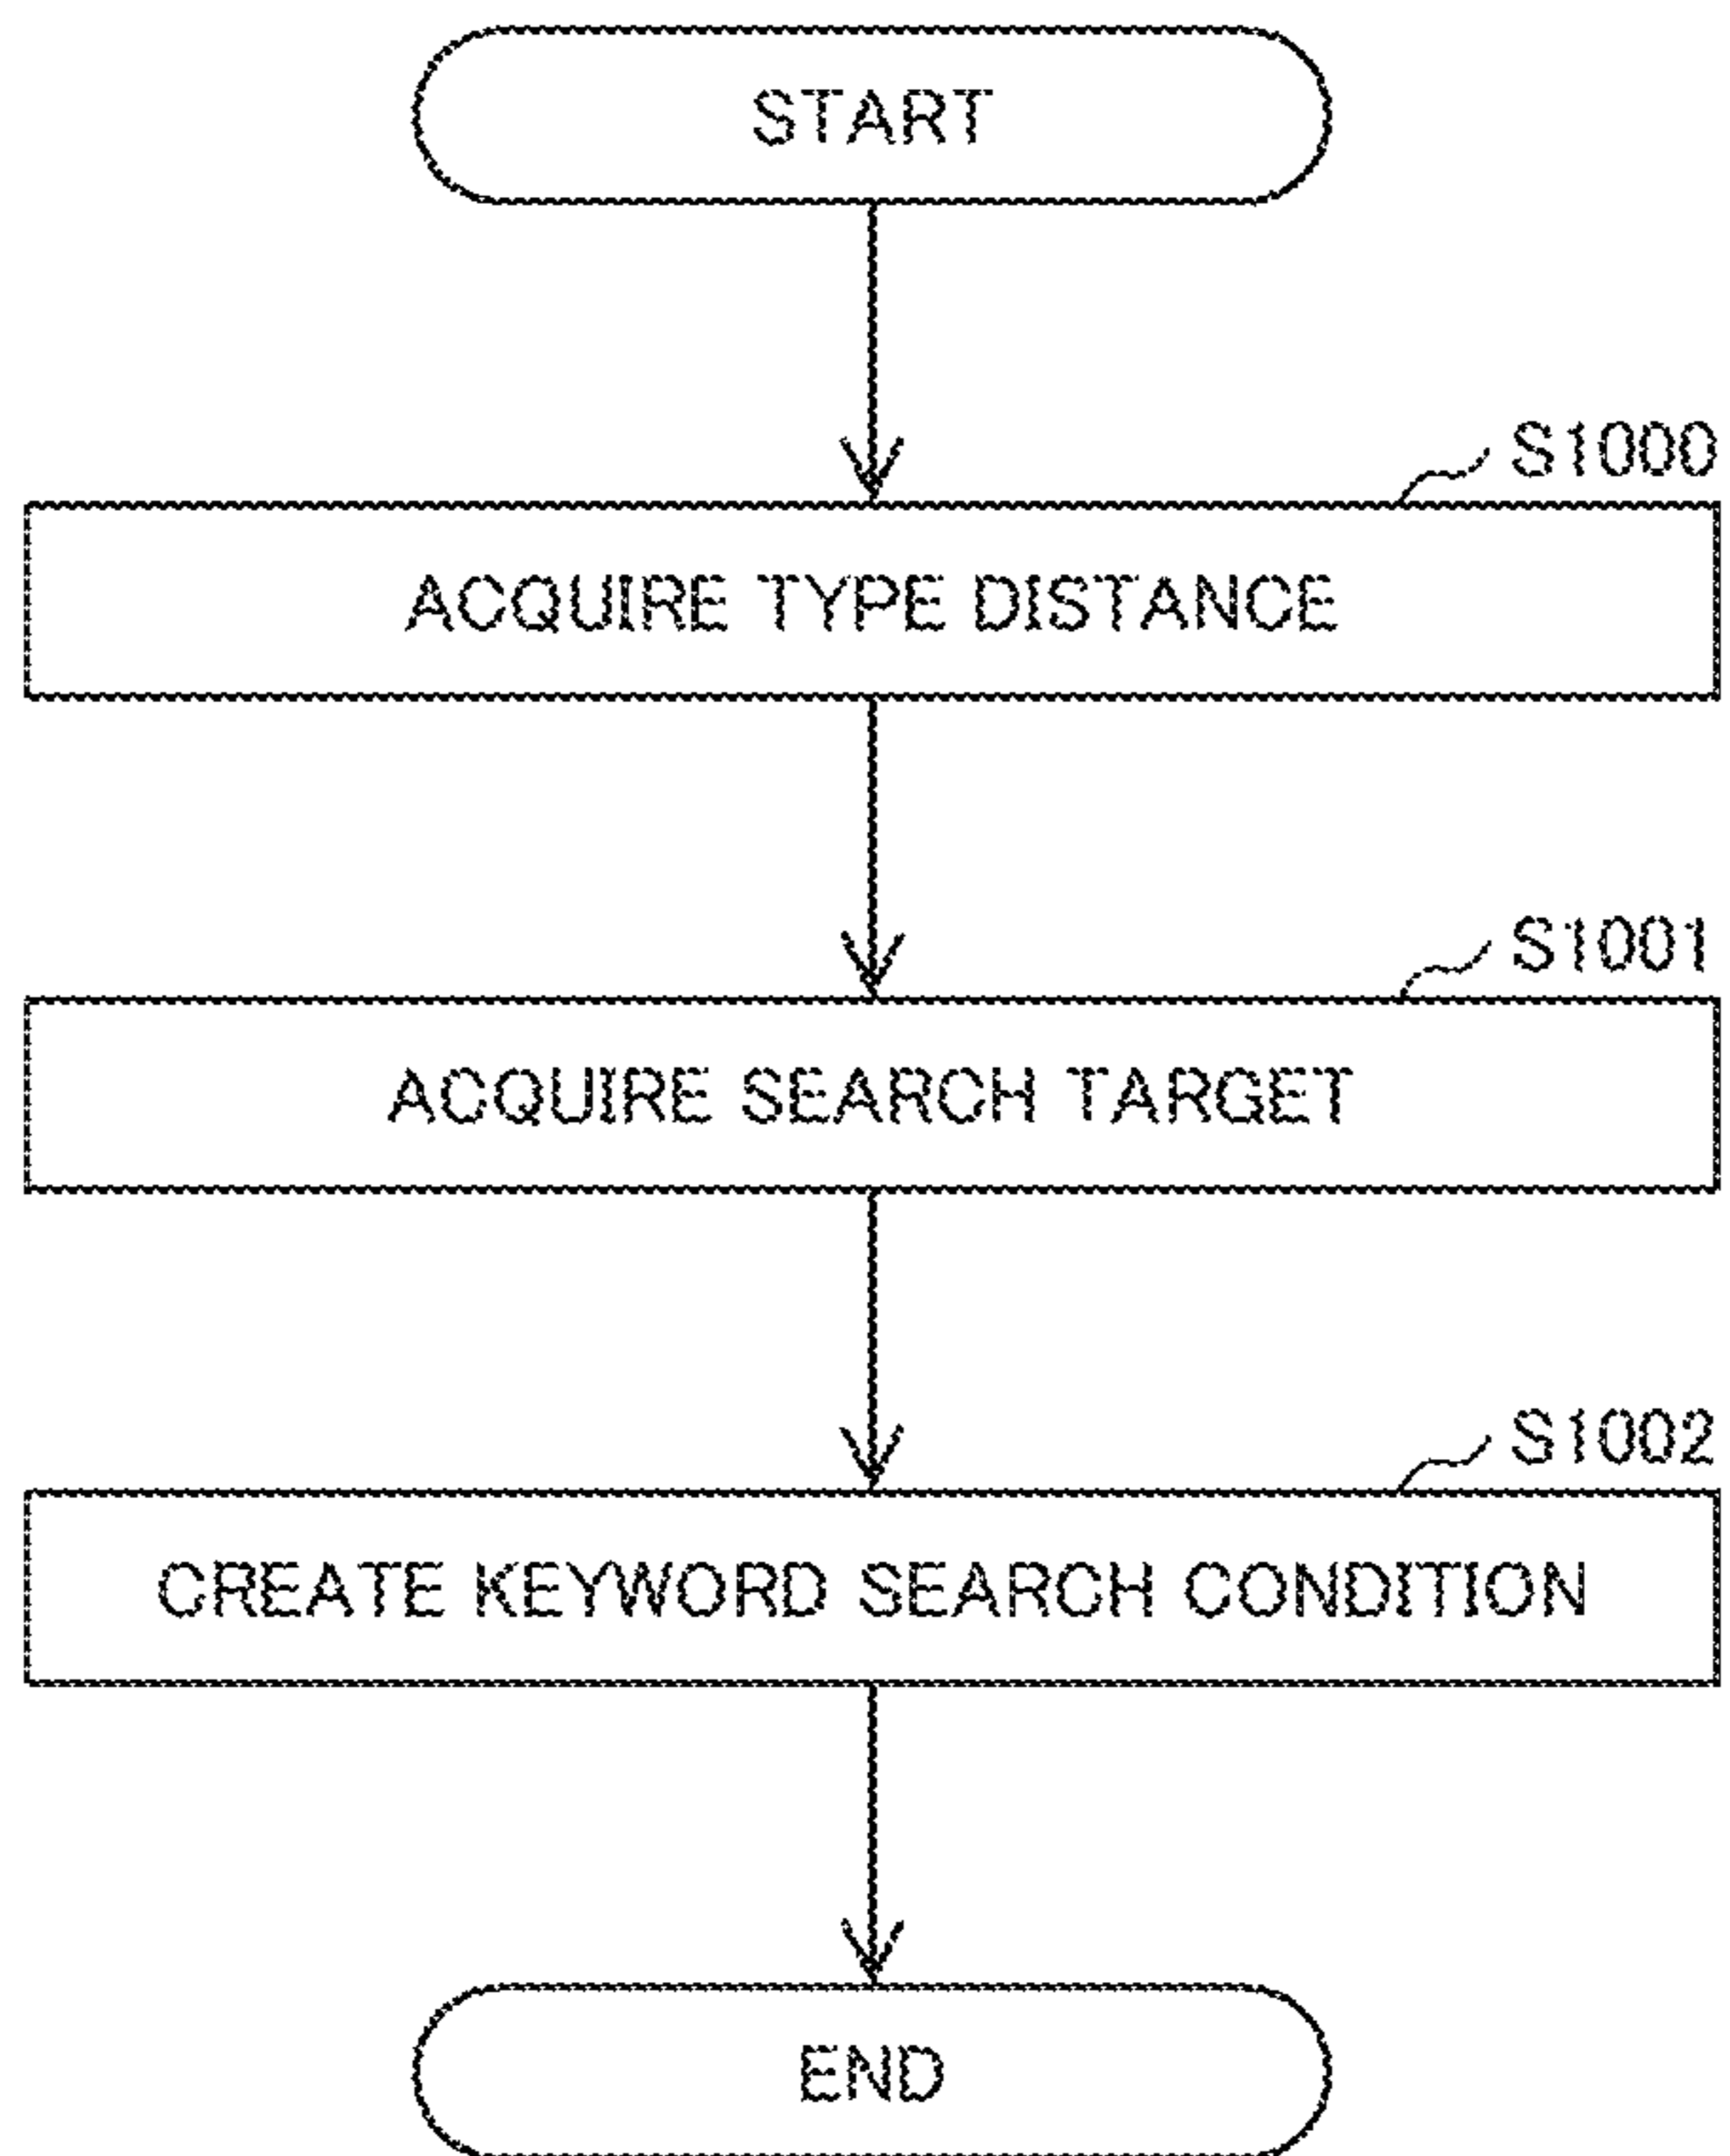 START
S1000
ACQUIRE TYPE DISTANCE
S1001
ACQUIRE SEARCH TARGET
S1002
CREATE KEYWORD SEARCH CONDITION
END